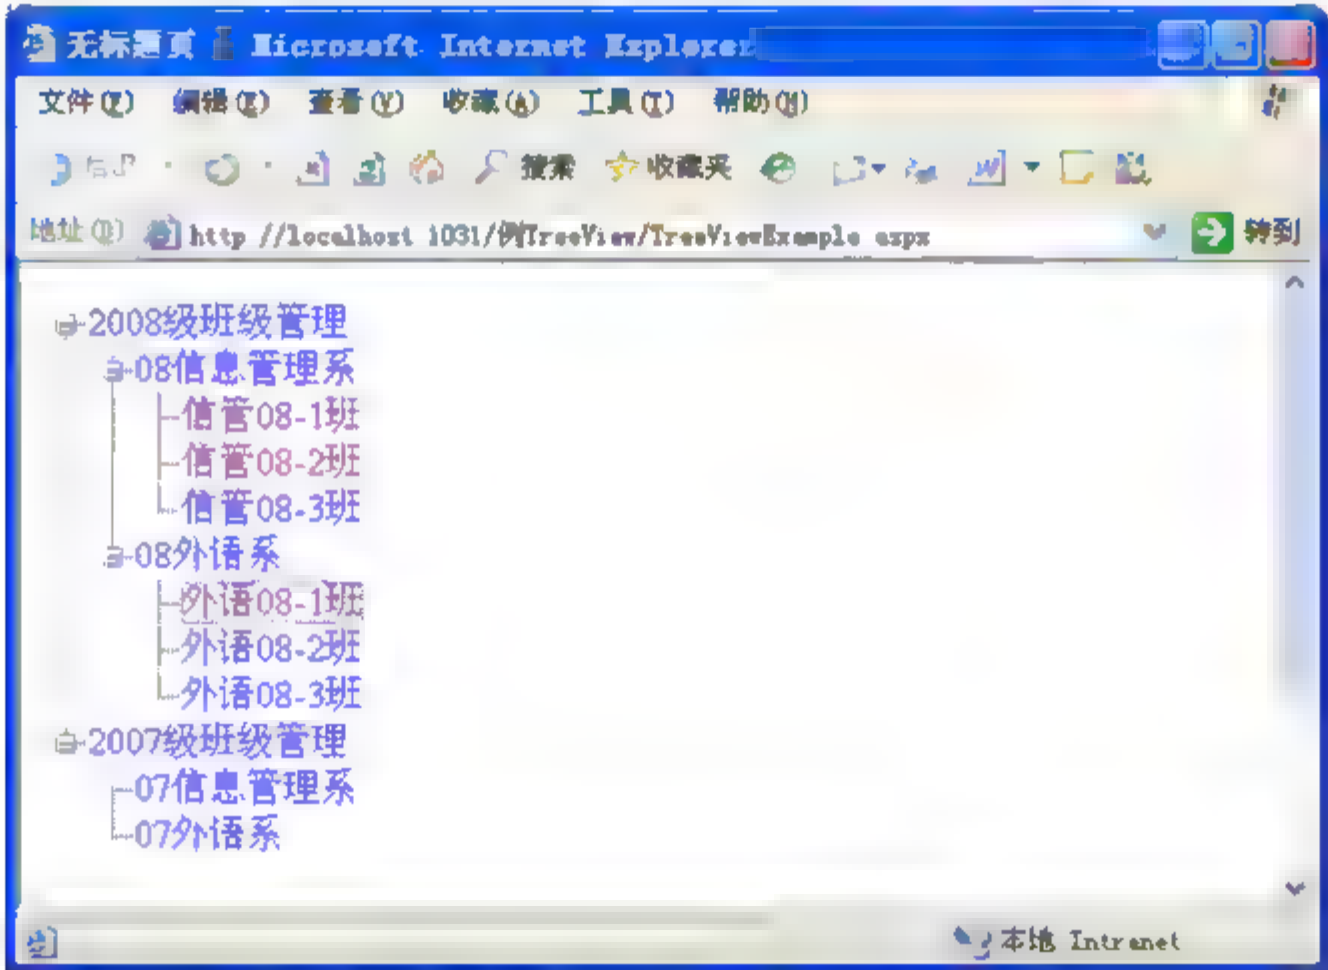 无标题页 - Microsoft Internet Explorer
文件(F) 编辑(E) 查看(V) 收藏(A) 工具(T) 帮助(H)
后退 搜索 收藏夹
地址(D) http //localhost 1031/例TreeView/TreeViewExample aspx 转到
2008级班级管理
08信息管理系
信管08-1班
信管08-2班
信管08-3班
08外语系
外语08-1班
外语08-2班
外语08-3班
2007级班级管理
07信息管理系
07外语系
本地 Intranet